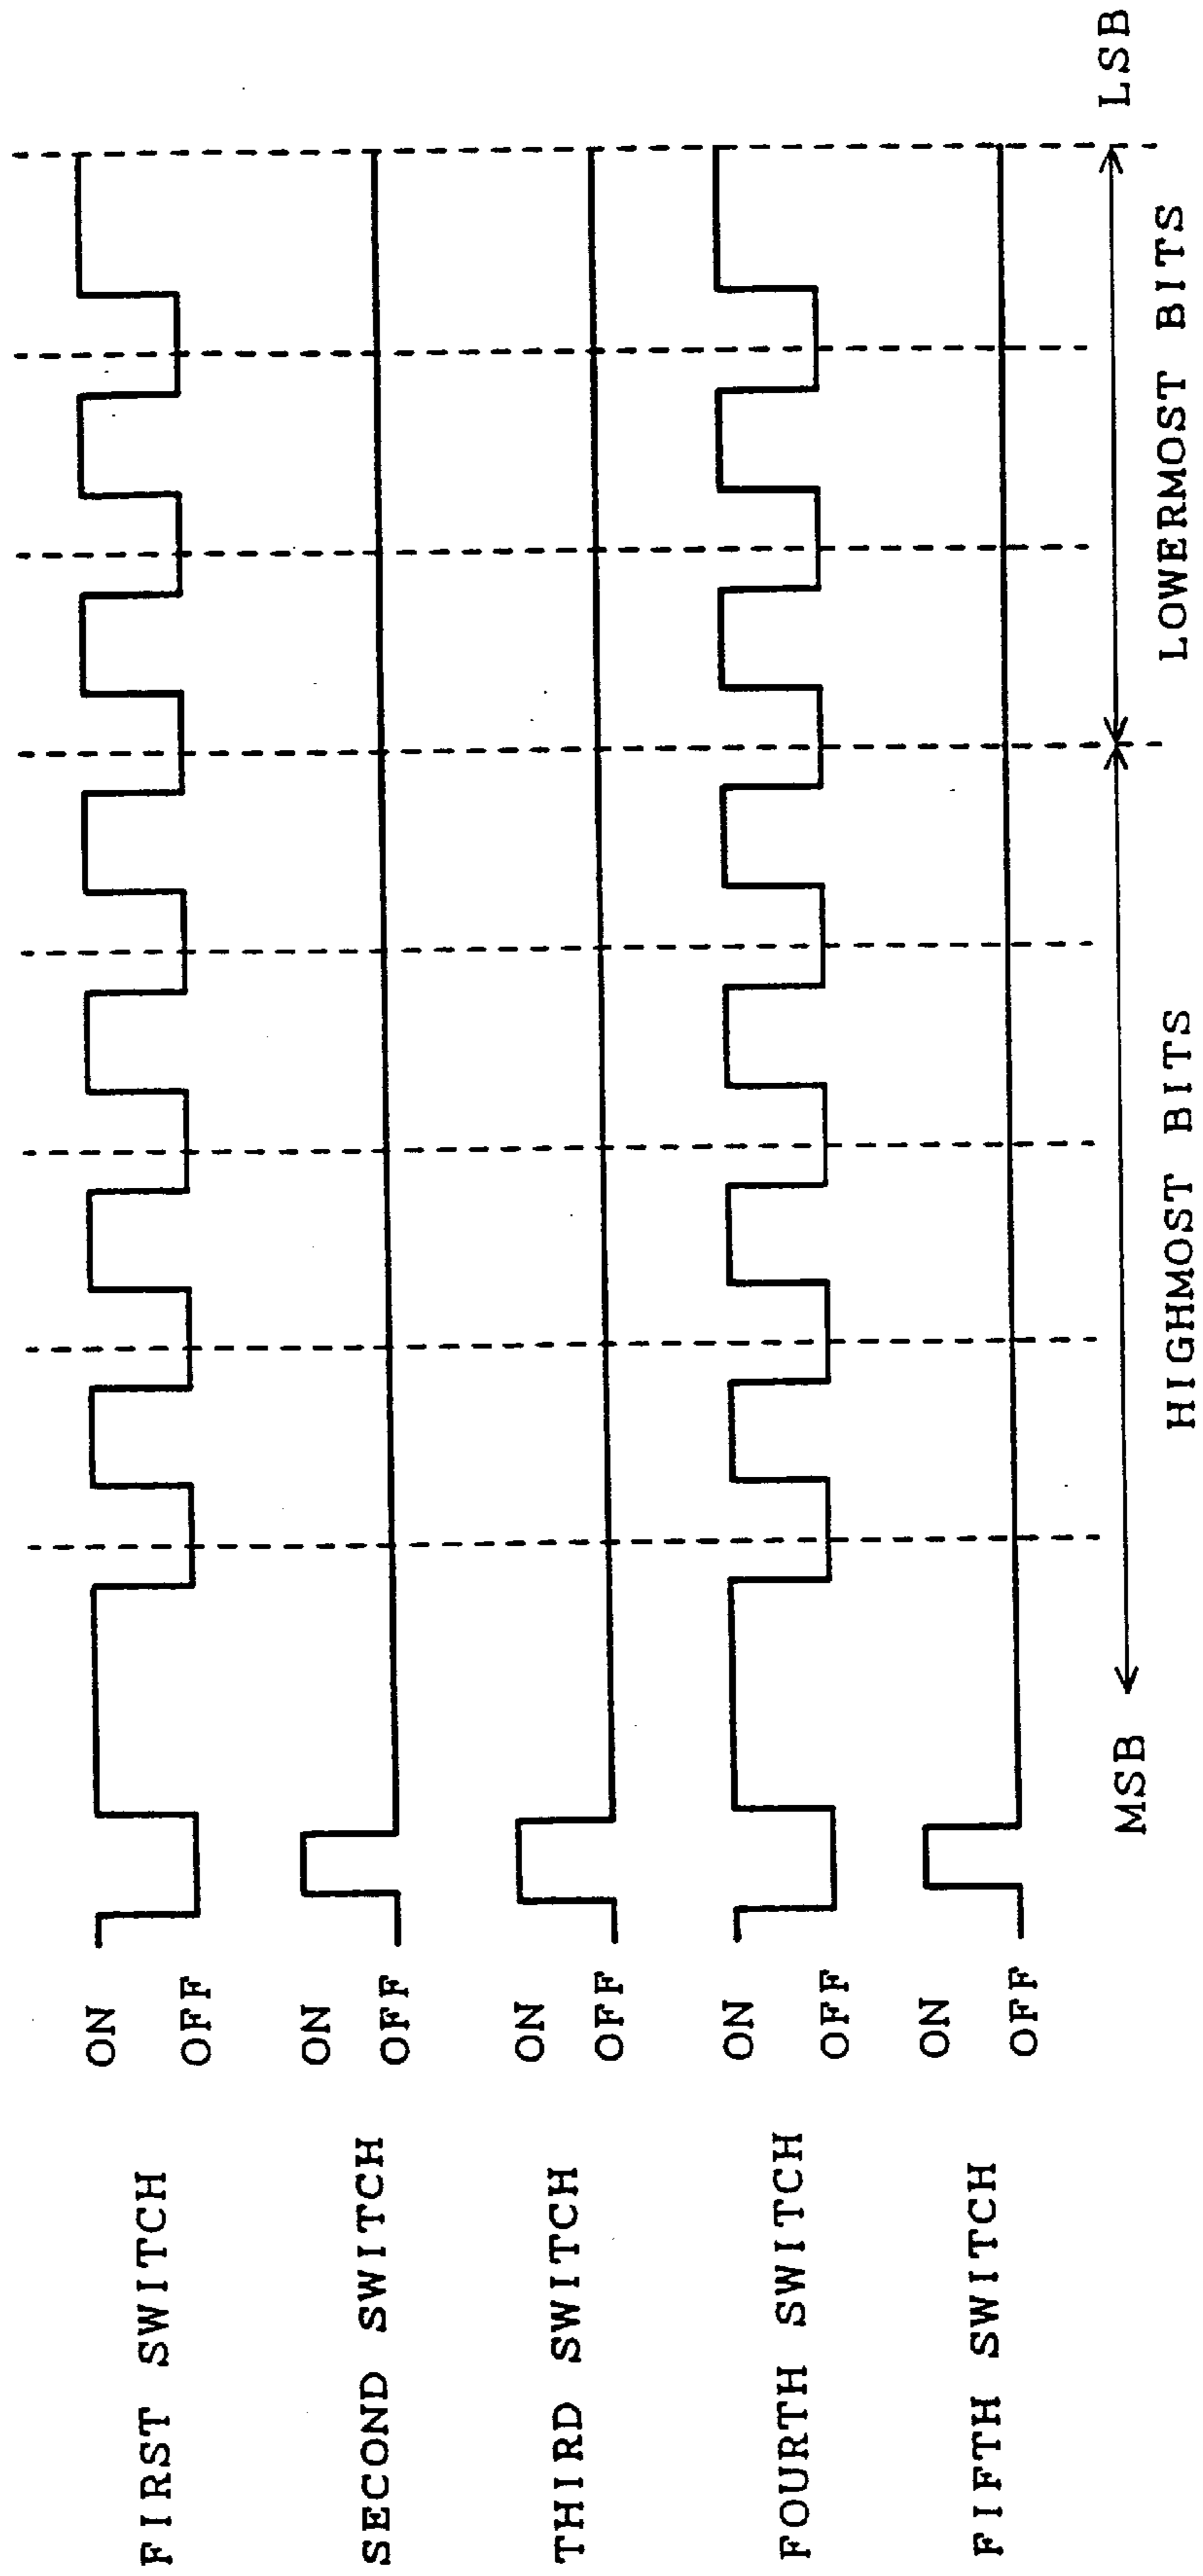 FIRST SWITCH
ON
OFF
SECOND SWITCH
ON
OFF
THIRD SWITCH
ON
OFF
FOURTH SWITCH
ON
OFF
FIFTH SWITCH
ON
OFF
MSB
LSB
HIGHMOST BITS
LOWERMOST BITS